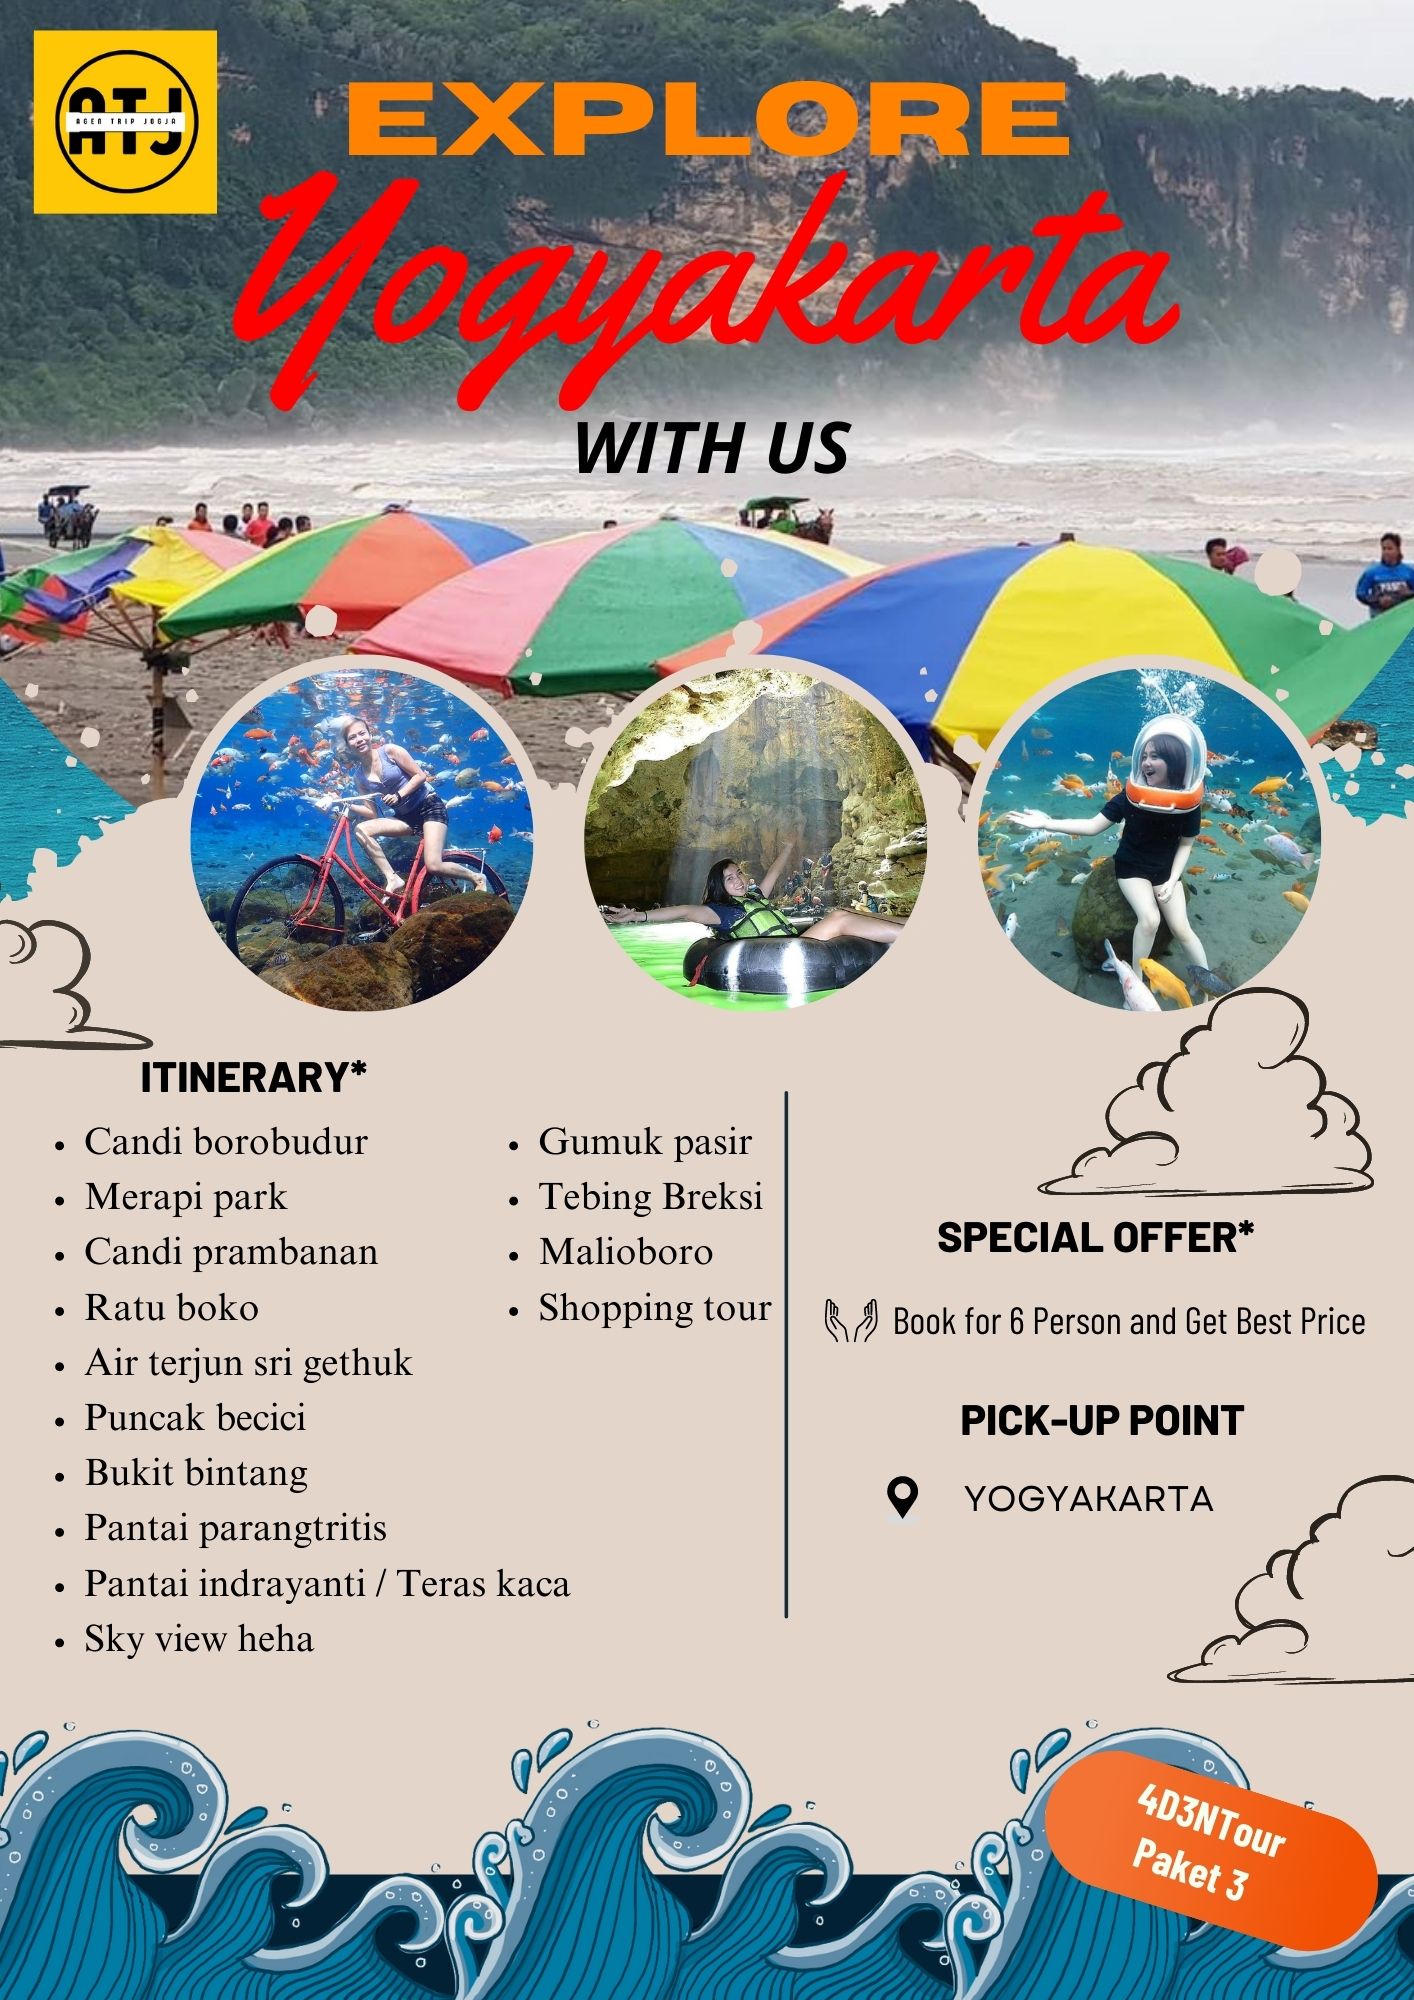 ATJ
AGEN TRIP JOGJA
EXPLORE
Yogyakarta
WITH US
ITINERARY*
• Candi borobudur
• Merapi park
• Candi prambanan
• Ratu boko
• Air terjun sri gethuk
• Puncak becici
• Bukit bintang
• Pantai parangtritis
• Pantai indrayanti / Teras kaca
• Sky view heha
• Gumuk pasir
• Tebing Breksi
• Malioboro
• Shopping tour
SPECIAL OFFER*
Book for 6 Person and Get Best Price
PICK-UP POINT
YOGYAKARTA
4D3NTour
Paket 3